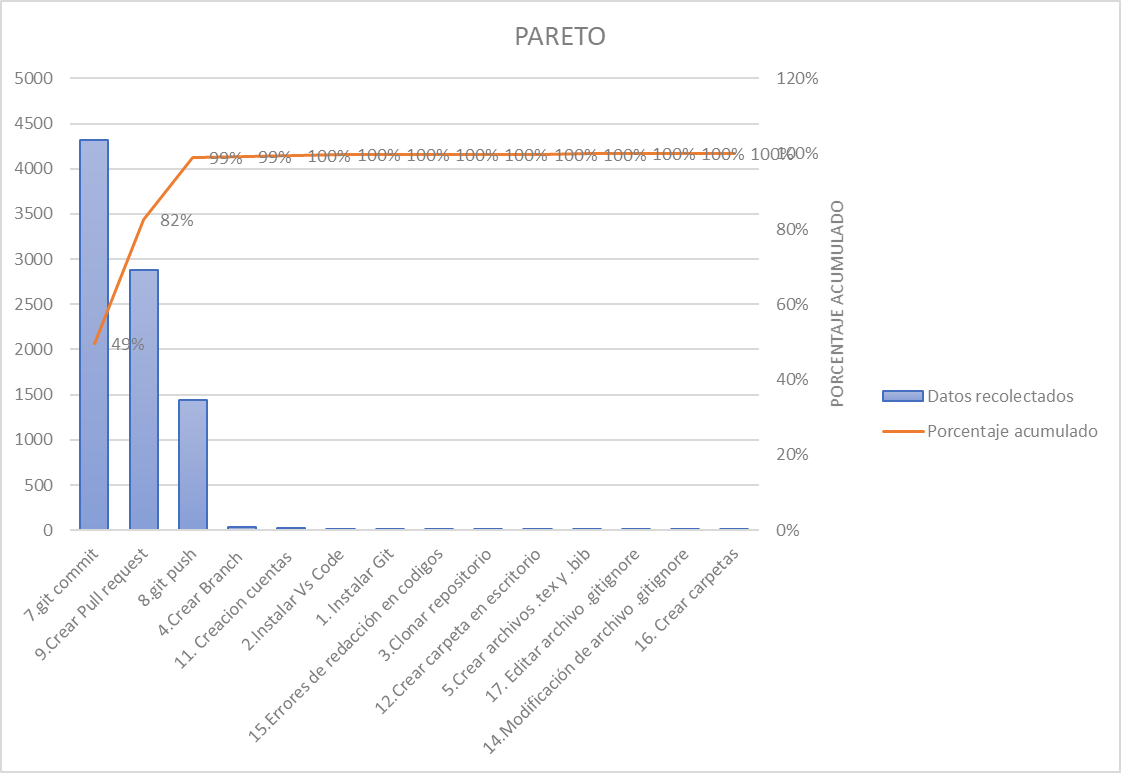 PARETO
5000
4500
4000
3500
3000
2500
2000
1500
1000
500
0
120%
100%
80%
60%
40%
20%
0%
49%
82%
99%
99%
100%
100%
100%
100%
100%
100%
100%
100%
100%
100%
PORCENTAJE ACUMULADO
Datos recolectados
Porcentaje acumulado
7.git commit
9.Crear Pull request
8.git push
4.Crear Branch
11. Creacion cuentas
2.Instalar Vs Code
1. Instalar Git
15.Errores de redacción en codigos
3.Clonar repositorio
12.Crear carpeta en escritorio
5.Crear archivos .tex y .bib
17. Editar archivo .gitignore
14.Modificación de archivo .gitignore
16. Crear carpetas